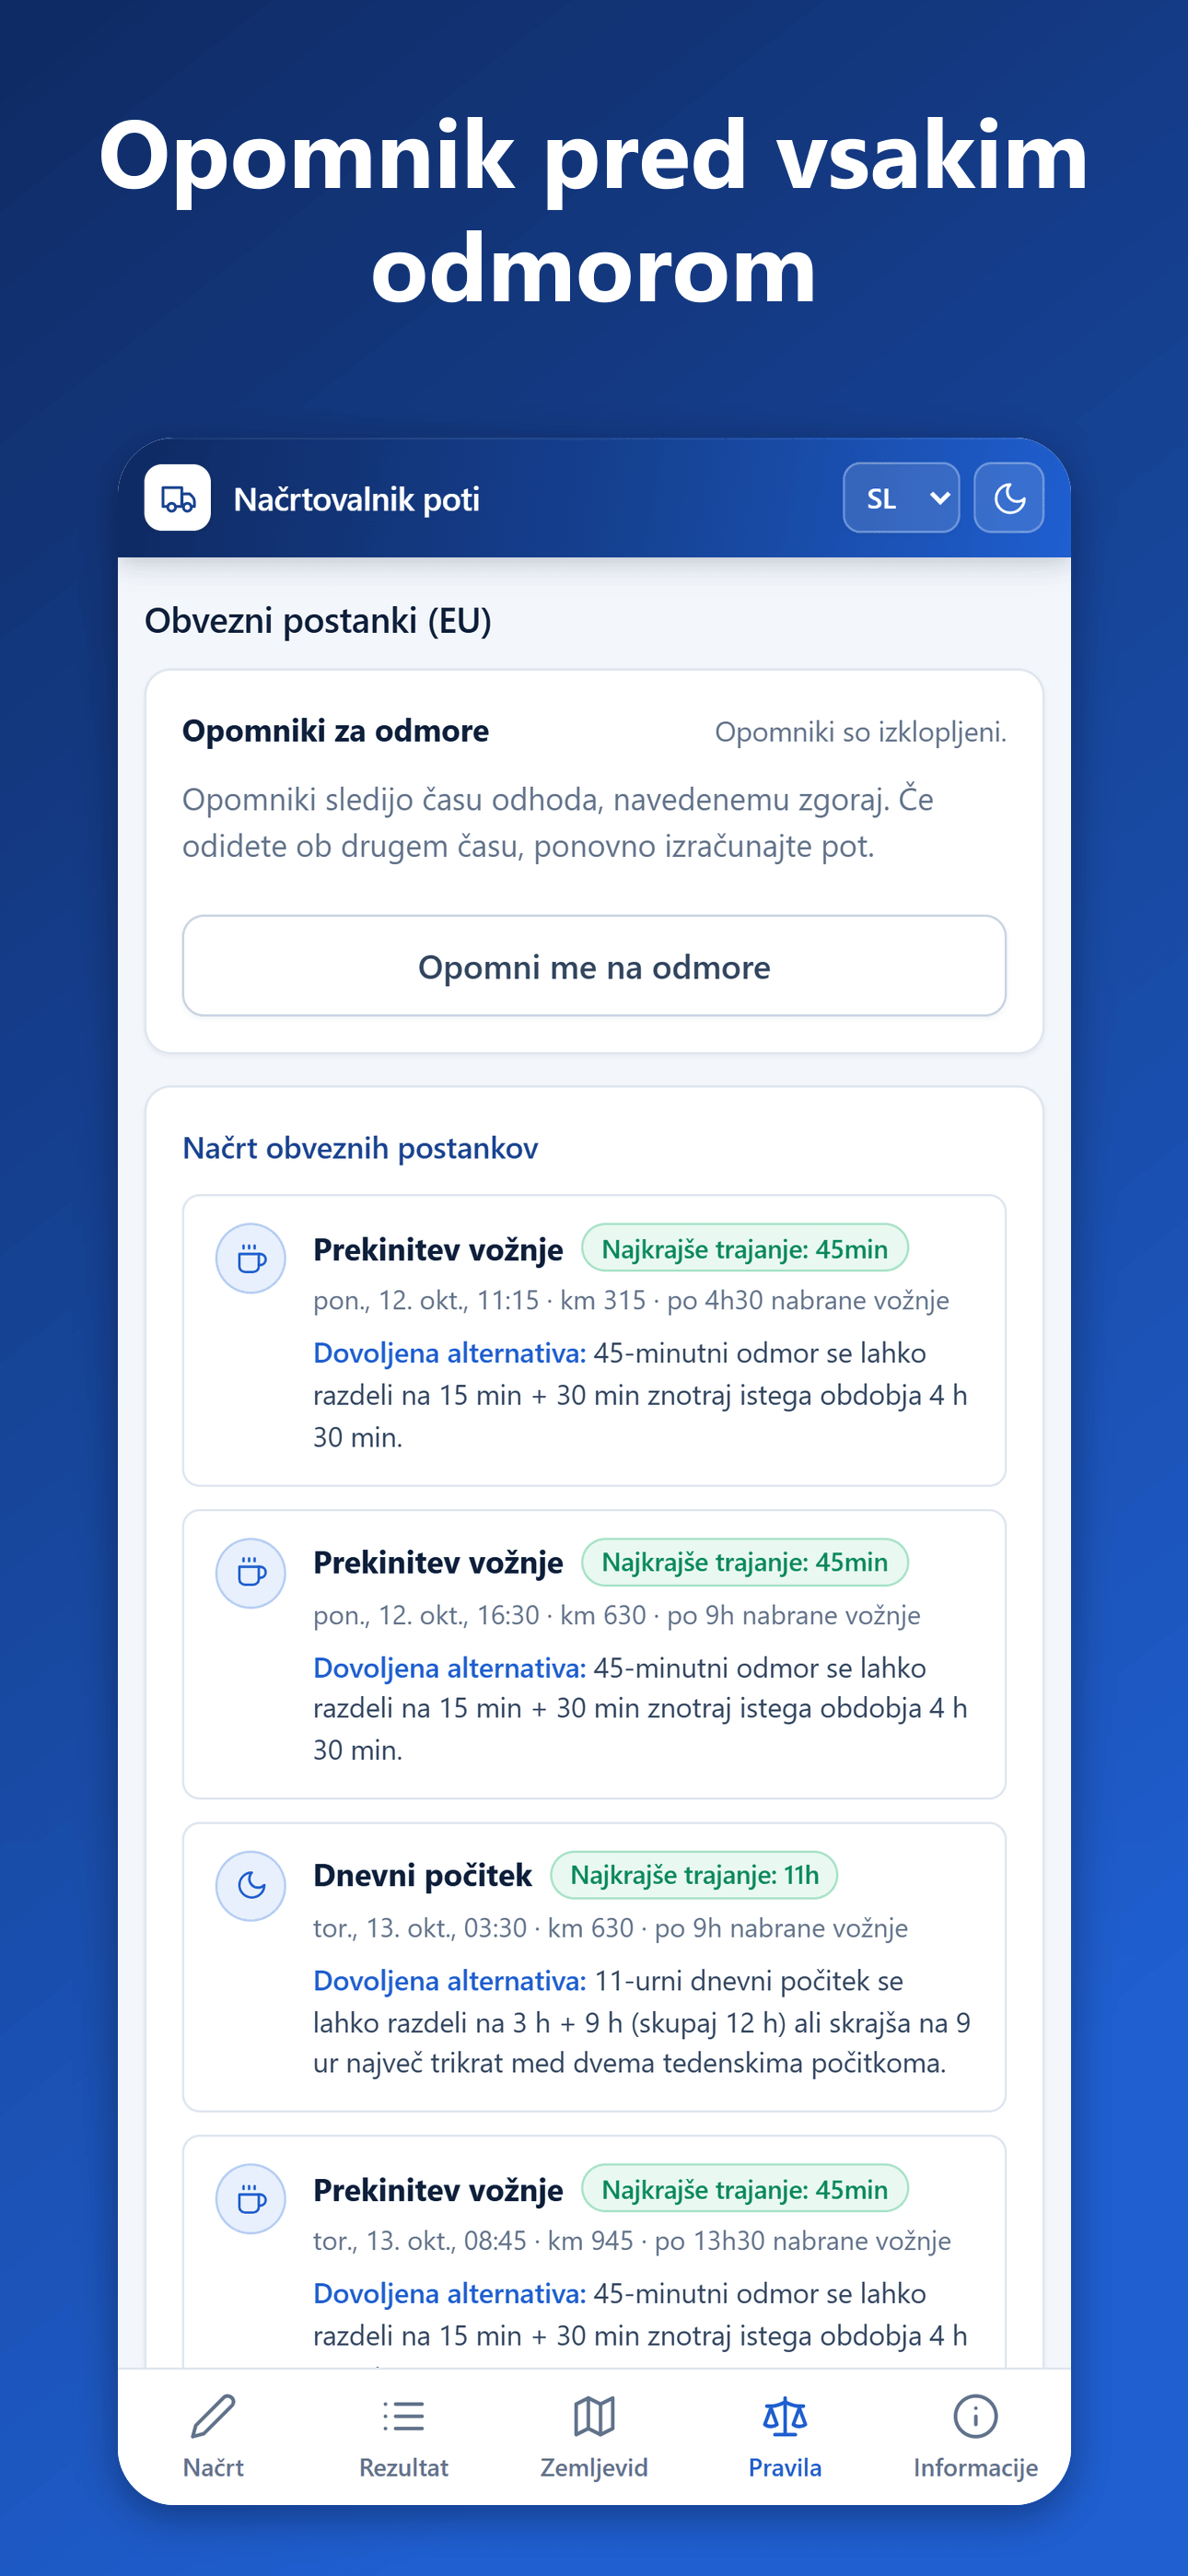 Opomnik pred vsakim
odmorom
Načrtovalnik poti
SL
Obvezni postanki (EU)
Opomniki za odmore
Opomniki so izklopljeni.
Opomniki sledijo času odhoda, navedenemu zgoraj. Če
odidete ob drugem času, ponovno izračunajte pot.
Opomni me na odmore
Načrt obveznih postankov
Prekinitev vožnje
Najkrajše trajanje: 45min
pon., 12. okt., 11:15 · km 315 · po 4h30 nabrane vožnje
Dovoljena alternativa: 45-minutni odmor se lahko
razdeli na 15 min + 30 min znotraj istega obdobja 4 h
30 min.
Prekinitev vožnje
Najkrajše trajanje: 45min
pon., 12. okt., 16:30 · km 630 · po 9h nabrane vožnje
Dovoljena alternativa: 45-minutni odmor se lahko
razdeli na 15 min + 30 min znotraj istega obdobja 4 h
30 min.
Dnevni počitek
Najkrajše trajanje: 11h
tor., 13. okt., 03:30 · km 630 · po 9h nabrane vožnje
Dovoljena alternativa: 11-urni dnevni počitek se
lahko razdeli na 3 h + 9 h (skupaj 12 h) ali skrajša na 9
ur največ trikrat med dvema tedenskima počitkoma.
Prekinitev vožnje
Najkrajše trajanje: 45min
tor., 13. okt., 08:45 · km 945 · po 13h30 nabrane vožnje
Dovoljena alternativa: 45-minutni odmor se lahko
razdeli na 15 min + 30 min znotraj istega obdobja 4 h
Načrt
Rezultat
Zemljevid
Pravila
Informacije